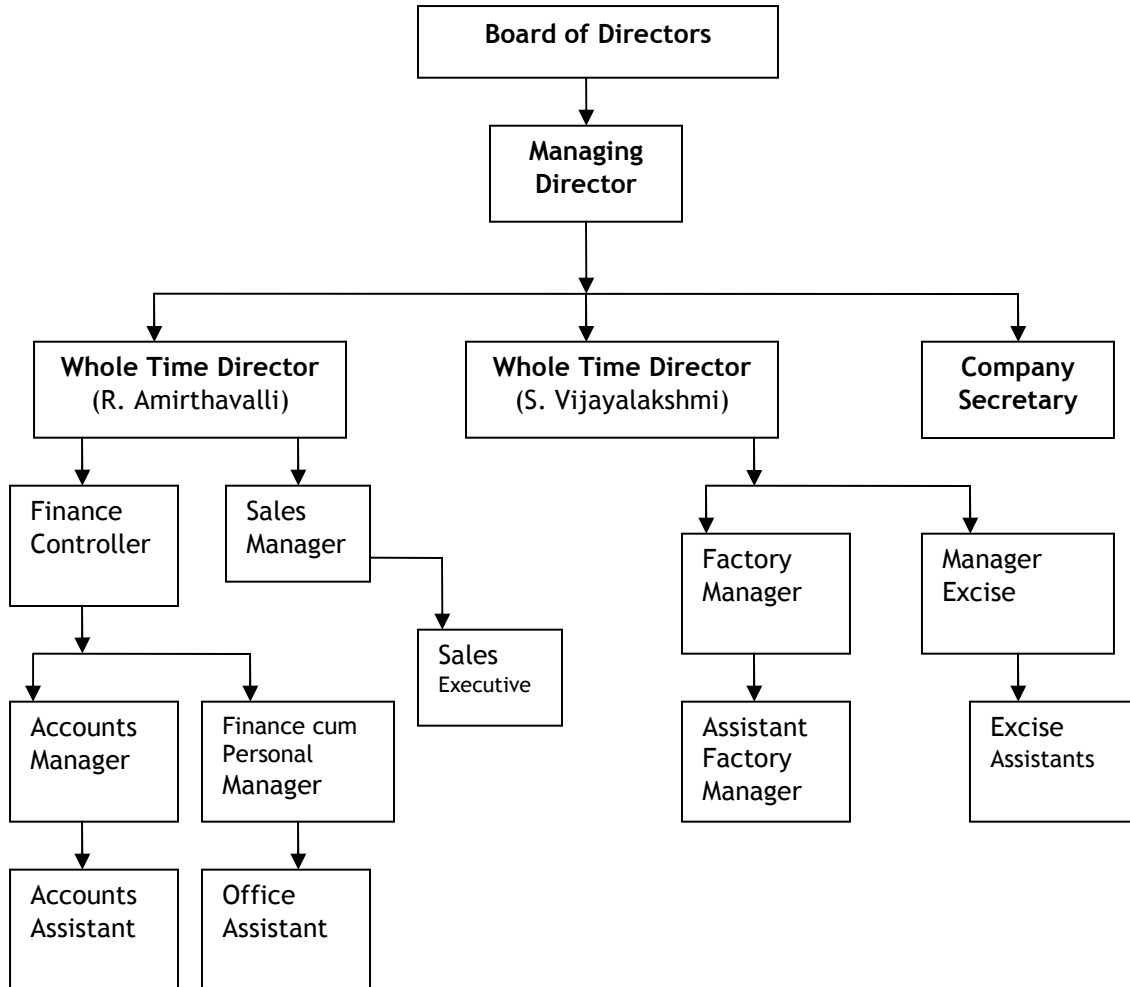 Board of Directors
Managing
Director
Whole Time Director
(R. Amirthavalli)
Whole Time Director
(S. Vijayalakshmi)
Company
Secretary
Finance
Controller
Sales
Manager
Factory
Manager
Manager
Excise
Sales
Executive
Accounts
Manager
Finance cum
Personal
Manager
Assistant
Factory
Manager
Excise
Assistants
Accounts
Assistant
Office
Assistant